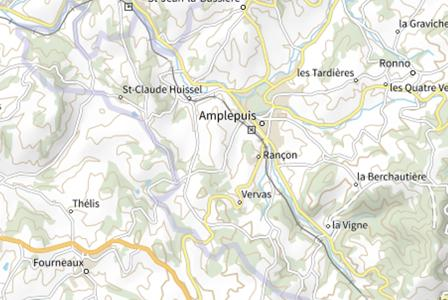 St-Jean-la-Bussière
la Graviche
Ronno
les Tardières
les Quatre Ve
St-Claude Huissel
Amplepuis
Rançon
la Berchautière
Vervas
Thélis
la Vigne
Fourneaux